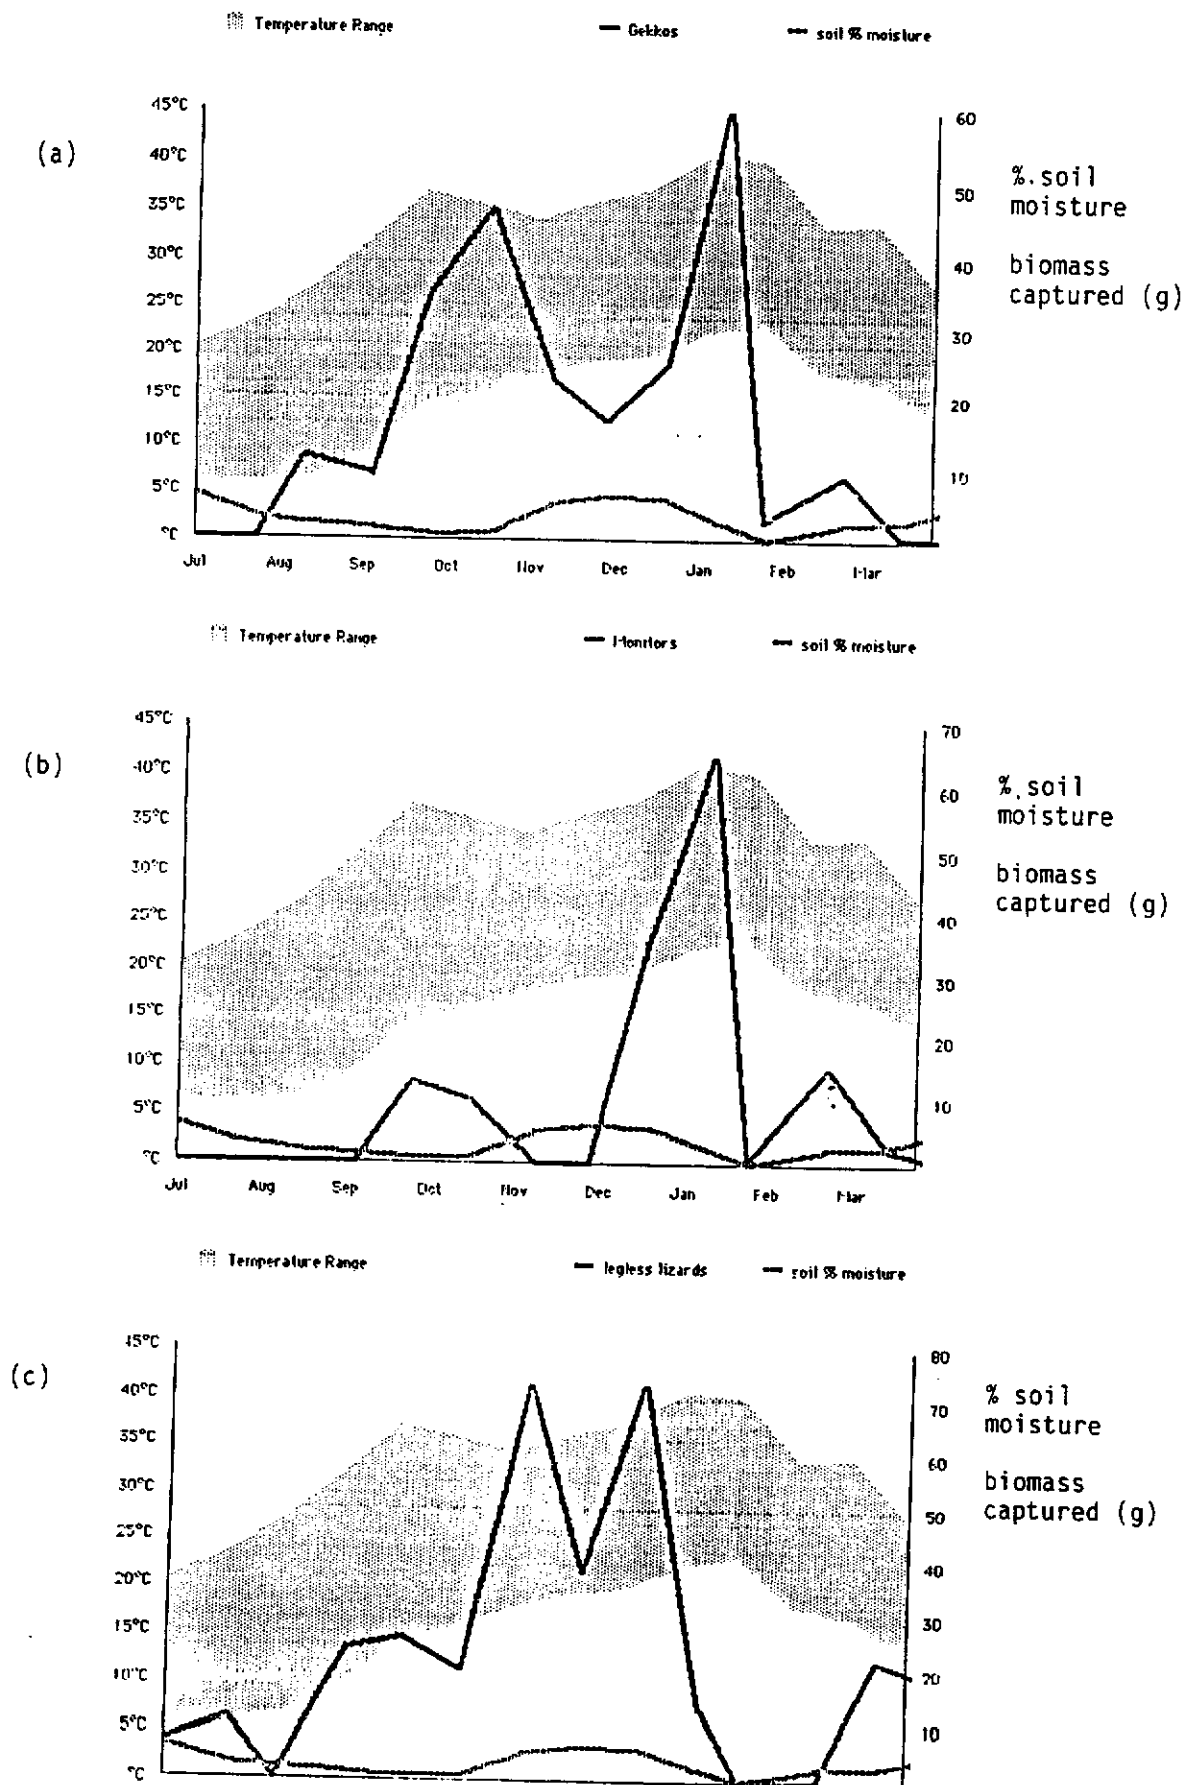 Temperature Range Gekkos soil % moisture
(a)
45°C
40°C
35°C
30°C
25°C
20°C
15°C
10°C
5°C
°C
60
50
40
30
20
10
% soil
moisture
biomass
captured (g)
Jul Aug Sep Oct Nov Dec Jan Feb Mar
Temperature Range Monitors soil % moisture
(b)
45°C
40°C
35°C
30°C
25°C
20°C
15°C
10°C
5°C
°C
70
60
50
40
30
20
10
% soil
moisture
biomass
captured (g)
Jul Aug Sep Oct Nov Dec Jan Feb Mar
Temperature Range legless lizards soil % moisture
(c)
45°C
40°C
35°C
30°C
25°C
20°C
15°C
10°C
5°C
°C
80
70
60
50
40
30
20
10
% soil
moisture
biomass
captured (g)